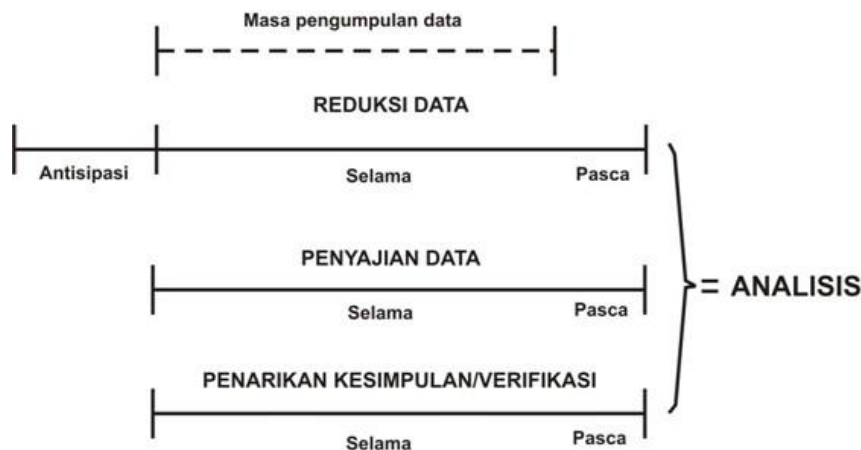 Masa pengumpulan data
REDUKSI DATA
Antisipasi Selama Pasca
PENYAJIAN DATA
Selama Pasca
= ANALISIS
PENARIKAN KESIMPULAN/VERIFIKASI
Selama Pasca